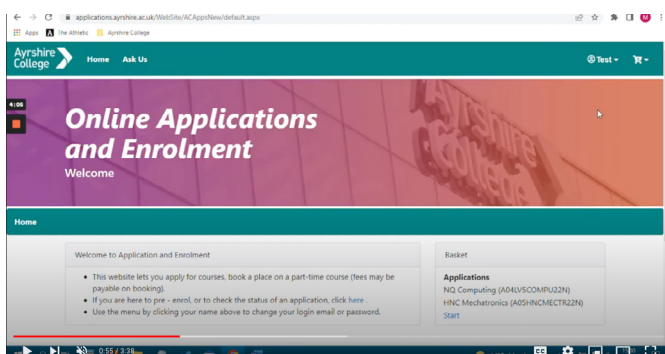 applications.ayrshire.ac.uk/WebSite/ACAppsNew/default.aspx
Apps The Athletic Ayrshire College
Ayrshire
College
Home Ask Us
Test
4:05
Online Applications
and Enrolment
Welcome
Ayrshire
College
Home
Welcome to Application and Enrolment
• This website lets you apply for courses, book a place on a part-time course (fees may be
payable on booking).
• If you are here to pre - enrol, or to check the status of an application, click here .
• Use the menu by clicking your name above to change your login email or password.
Basket
Applications
NQ Computing (A04LV5COMPU22N)
HNC Mechatronics (A05HNCMECTR22N)
Start
0:55 / 3:38